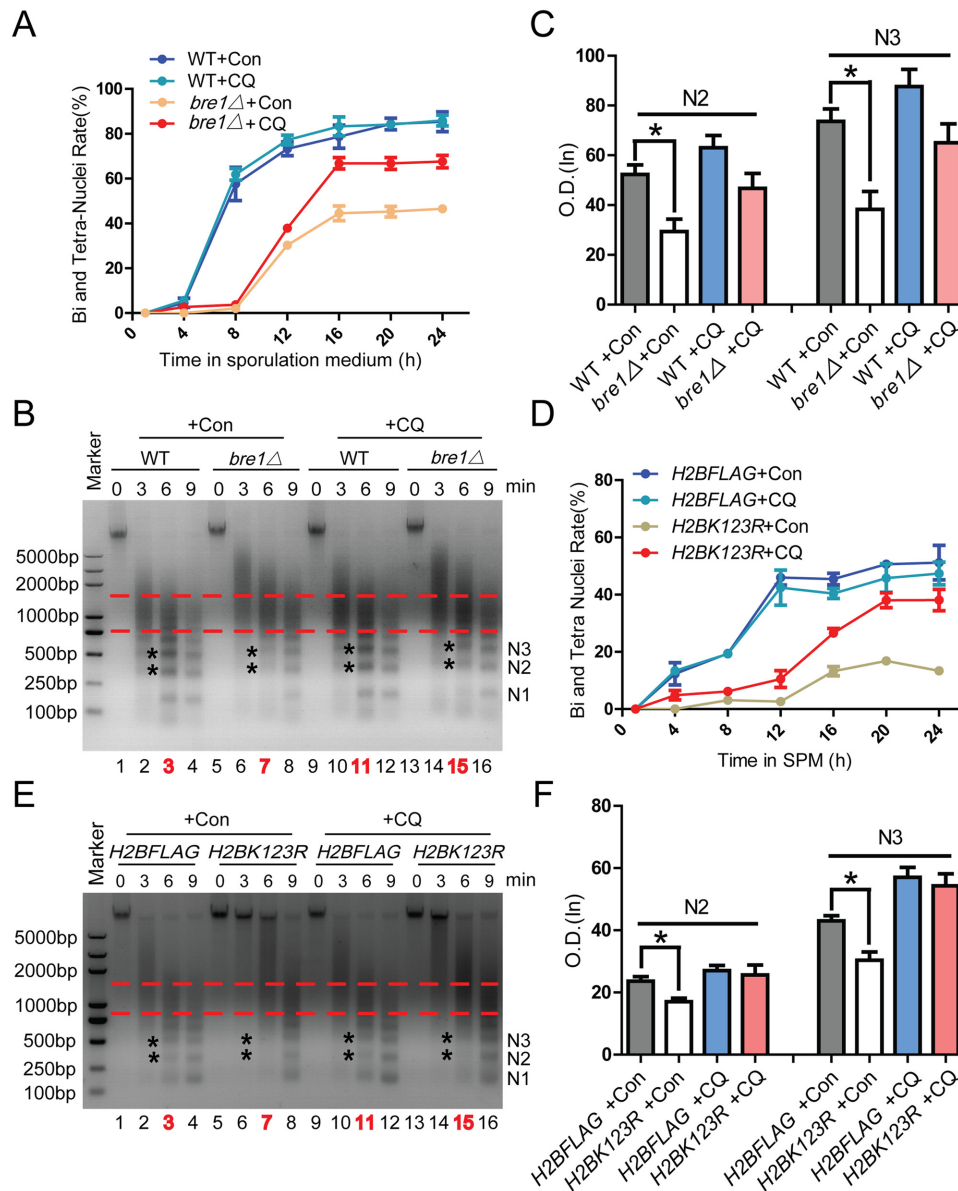 A
WT+Con
WT+CQ
bre1△+Con
bre1△+CQ
Bi and Tetra-Nuclei Rate(%)
100
80
60
40
20
0
0 4 8 12 16 20 24
Time in sporulation medium (h)
C
O.D.(In)
100
80
60
40
20
0
N2
N3
*
*
WT +Con
bre1△+Con
WT +CQ
bre1△ +CQ
WT +Con
bre1△+Con
WT +CQ
bre1△ +CQ
B
Marker
+Con +CQ
WT bre1△ WT bre1△
0 3 6 9 0 3 6 9 0 3 6 9 0 3 6 9 min
5000bp
2000bp
1000bp
500bp
250bp
100bp
* * * *
* * * *
N3
N2
N1
1 2 3 4 5 6 7 8 9 10 11 12 13 14 15 16
D
H2BFLAG+Con
H2BFLAG+CQ
H2BK123R+Con
H2BK123R+CQ
Bi and Tetra Nuclei Rate(%)
80
60
40
20
0
0 4 8 12 16 20 24
Time in SPM (h)
E
Marker
+Con +CQ
H2BFLAG H2BK123R H2BFLAG H2BK123R
0 3 6 9 0 3 6 9 0 3 6 9 0 3 6 9 min
5000bp
2000bp
1000bp
500bp
250bp
100bp
* * * *
* * * *
N3
N2
N1
1 2 3 4 5 6 7 8 9 10 11 12 13 14 15 16
F
O.D.(In)
80
60
40
20
0
N2
N3
*
*
H2BFLAG +Con
H2BK123R +Con
H2BFLAG +CQ
H2BK123R +CQ
H2BFLAG +Con
H2BK123R +Con
H2BFLAG +CQ
H2BK123R +CQ